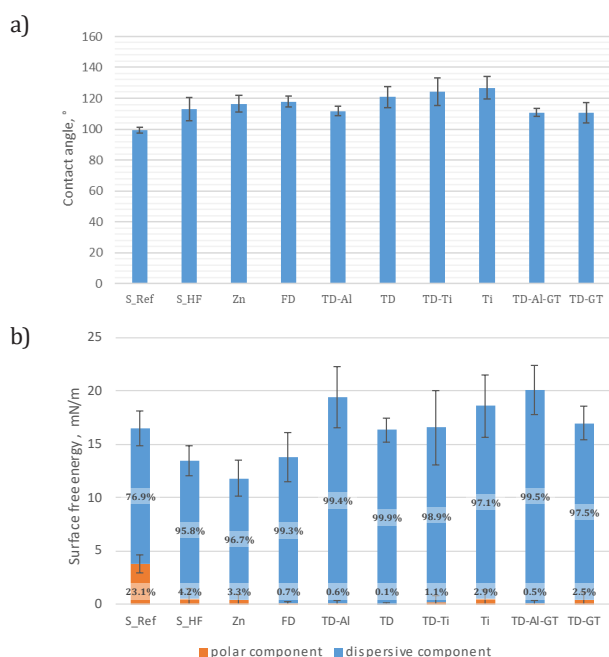 a)
Contact angle, °
160
140
120
100
80
60
40
20
0
S_Ref S_HF Zn FD TD-Al TD TD-Ti Ti TD-Al-GT TD-GT
b)
Surface free energy , mN/m
25
20
15
10
5
0
76.9% 95.8% 96.7% 99.3% 99.4% 99.9% 98.9% 97.1% 99.5% 97.5%
23.1% 4.2% 3.3% 0.7% 0.6% 0.1% 1.1% 2.9% 0.5% 2.5%
S_Ref S_HF Zn FD TD-Al TD TD-Ti Ti TD-Al-GT TD-GT
polar component dispersive component